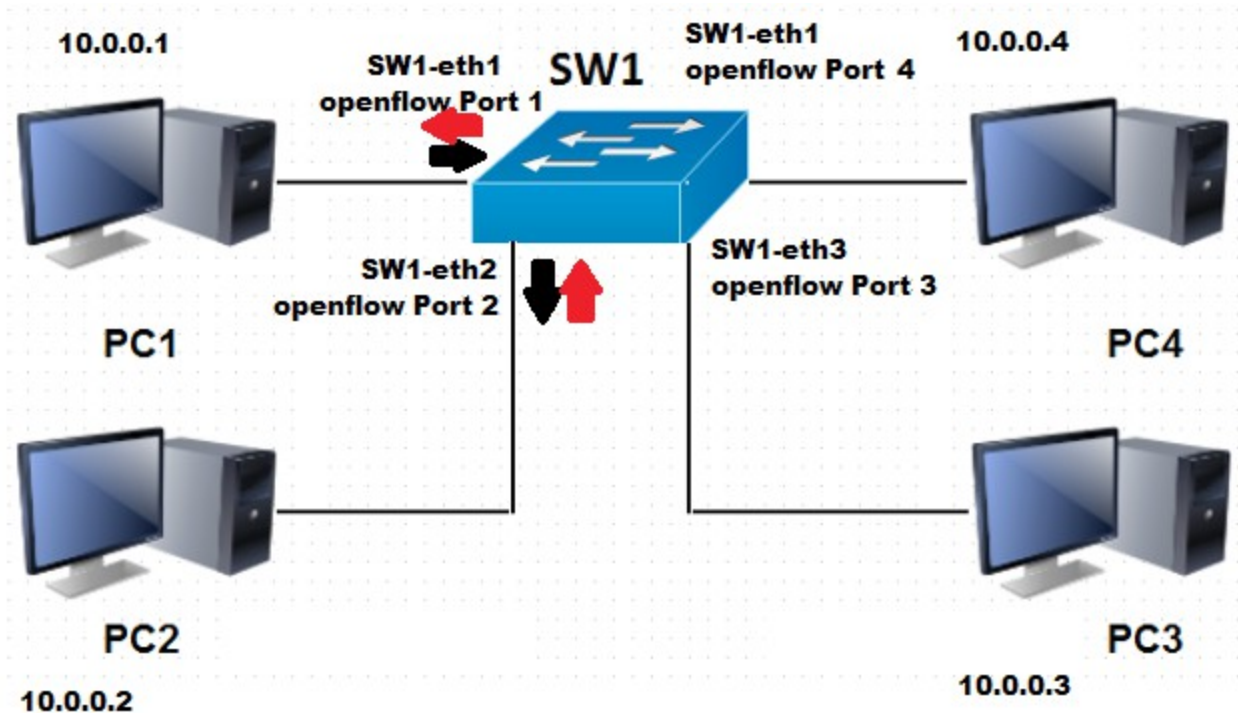 10.0.0.1
SW1-eth1
openflow Port 1
SW1
SW1-eth1
openflow Port 4
10.0.0.4
SW1-eth2
openflow Port 2
SW1-eth3
openflow Port 3
PC1
PC4
PC2
10.0.0.2
PC3
10.0.0.3